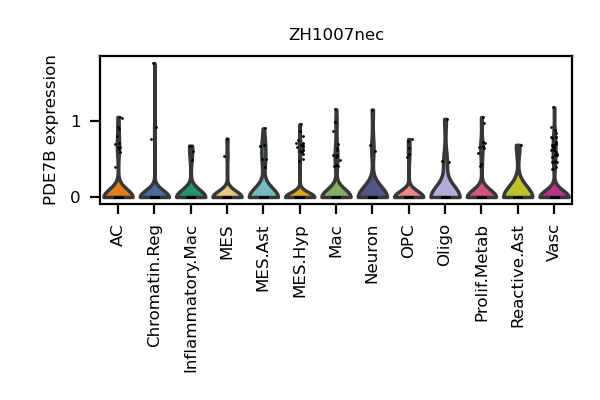 ZH1007nec
PDE7B expression
1
0
AC
Chromatin.Reg
Inflammatory.Mac
MES
MES.Ast
MES.Hyp
Mac
Neuron
OPC
Oligo
Prolif.Metab
Reactive.Ast
Vasc